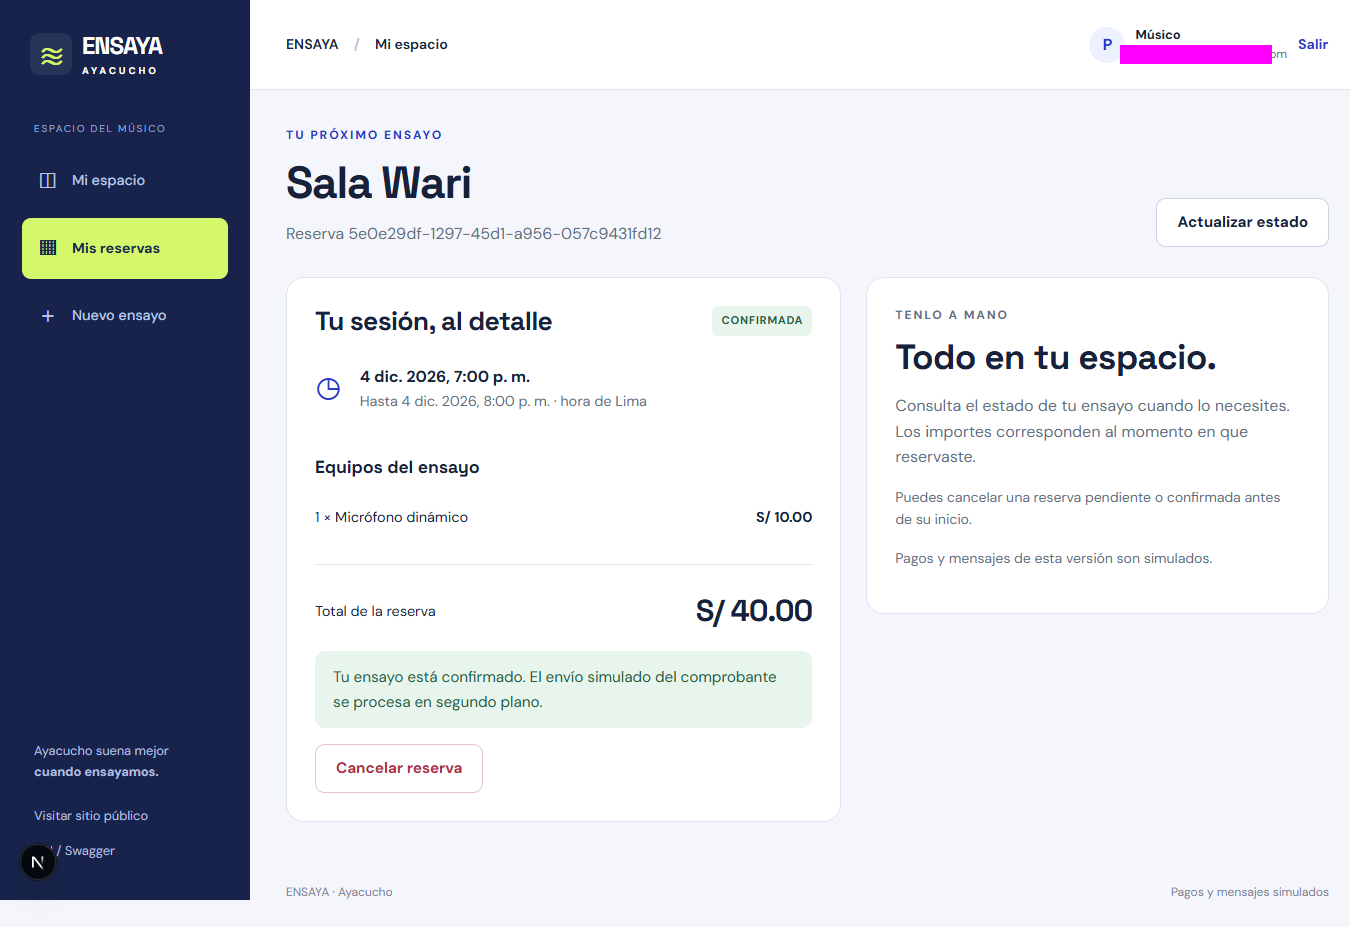 ENSAYA
AYACUCHO
ESPACIO DEL MÚSICO
Mi espacio
Mis reservas
+ Nuevo ensayo
Ayacucho suena mejor
cuando ensayamos.
Visitar sitio público
/ Swagger
N
ENSAYA / Mi espacio
P
Músico
om
Salir
TU PRÓXIMO ENSAYO
Sala Wari
Reserva 5e0e29df-1297-45d1-a956-057c9431fd12
Actualizar estado
Tu sesión, al detalle
CONFIRMADA
4 dic. 2026, 7:00 p. m.
Hasta 4 dic. 2026, 8:00 p. m. · hora de Lima
Equipos del ensayo
1 × Micrófono dinámico S/ 10.00
Total de la reserva S/ 40.00
Tu ensayo está confirmado. El envío simulado del comprobante
se procesa en segundo plano.
Cancelar reserva
TENLO A MANO
Todo en tu espacio.
Consulta el estado de tu ensayo cuando lo necesites.
Los importes corresponden al momento en que
reservaste.
Puedes cancelar una reserva pendiente o confirmada antes
de su inicio.
Pagos y mensajes de esta versión son simulados.
ENSAYA · Ayacucho
Pagos y mensajes simulados